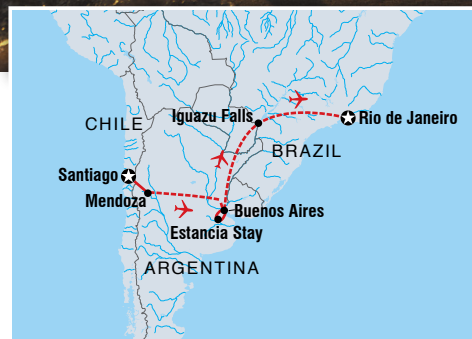 Iguazu Falls
Rio de Janeiro
CHILE
BRAZIL
Santiago
Mendoza
Buenos Aires
Estancia Stay
ARGENTINA